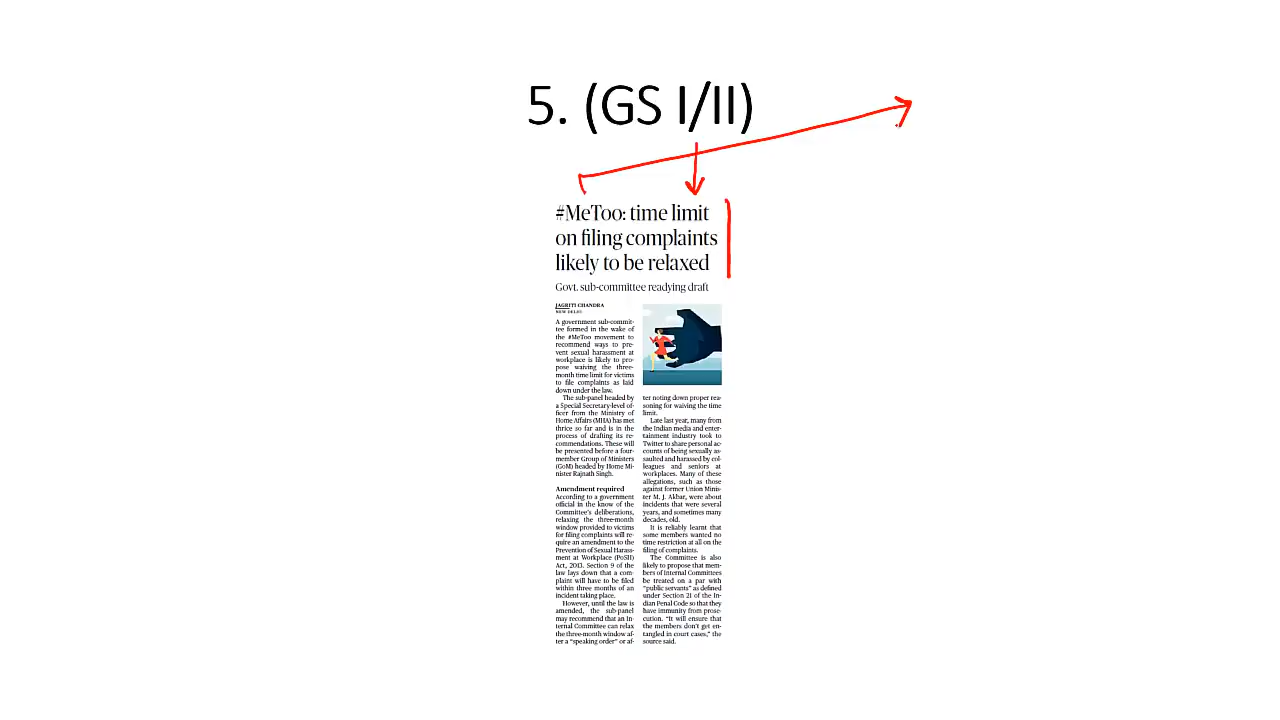 5. (GS I/II)
#MeToo: time limit
on filing complaints
likely to be relaxed
Govt. sub-committee readying draft
JAGRITI CHANDRA
NEW DELHI
A government sub-commit-
tee formed in the wake of
the #MeToo movement to
recommend ways to pre-
vent sexual harassment at
workplace is likely to pro-
pose waiving the three-
month time limit for victims
to file complaints as laid
down under the law.
The sub-panel headed by
a Special Secretary-level of-
ficer from the Ministry of
Home Affairs (MHA) has met
thrice so far and is in the
process of drafting its re-
commendations. These will
be presented before a four-
member Group of Ministers
(GoM) headed by Home Mi-
nister Rajnath Singh.
Amendment required
According to a government
official in the know of the
Committee's deliberations,
relaxing the three-month
window provided to victims
for filing complaints will re-
quire an amendment to the
Prevention of Sexual Harass-
ment at Workplace (PoSH)
Act, 2013. Section 9 of the
law lays down that a com-
plaint will have to be filed
within three months of an
incident taking place.
However, until the law is
amended, the sub-panel
may recommend that an In-
ternal Committee can relax
the three-month window af-
ter a "speaking order" or af-
ter noting down proper rea-
soning for waiving the time
limit.
Late last year, many from
the Indian media and enter-
tainment industry took to
Twitter to share personal ac-
counts of being sexually as-
saulted and harassed by col-
leagues and seniors at
workplaces. Many of these
allegations, such as those
against former Union Minis-
ter M. J. Akbar, were about
incidents that were several
years, and sometimes many
decades, old.
It is reliably learnt that
some members wanted no
time restriction at all on the
filing of complaints.
The Committee is also
likely to propose that mem-
bers of Internal Committees
be treated on a par with
"public servants" as defined
under Section 21 of the In-
dian Penal Code so that they
have immunity from prose-
cution. "It will ensure that
the members don't get en-
tangled in court cases," the
source said.